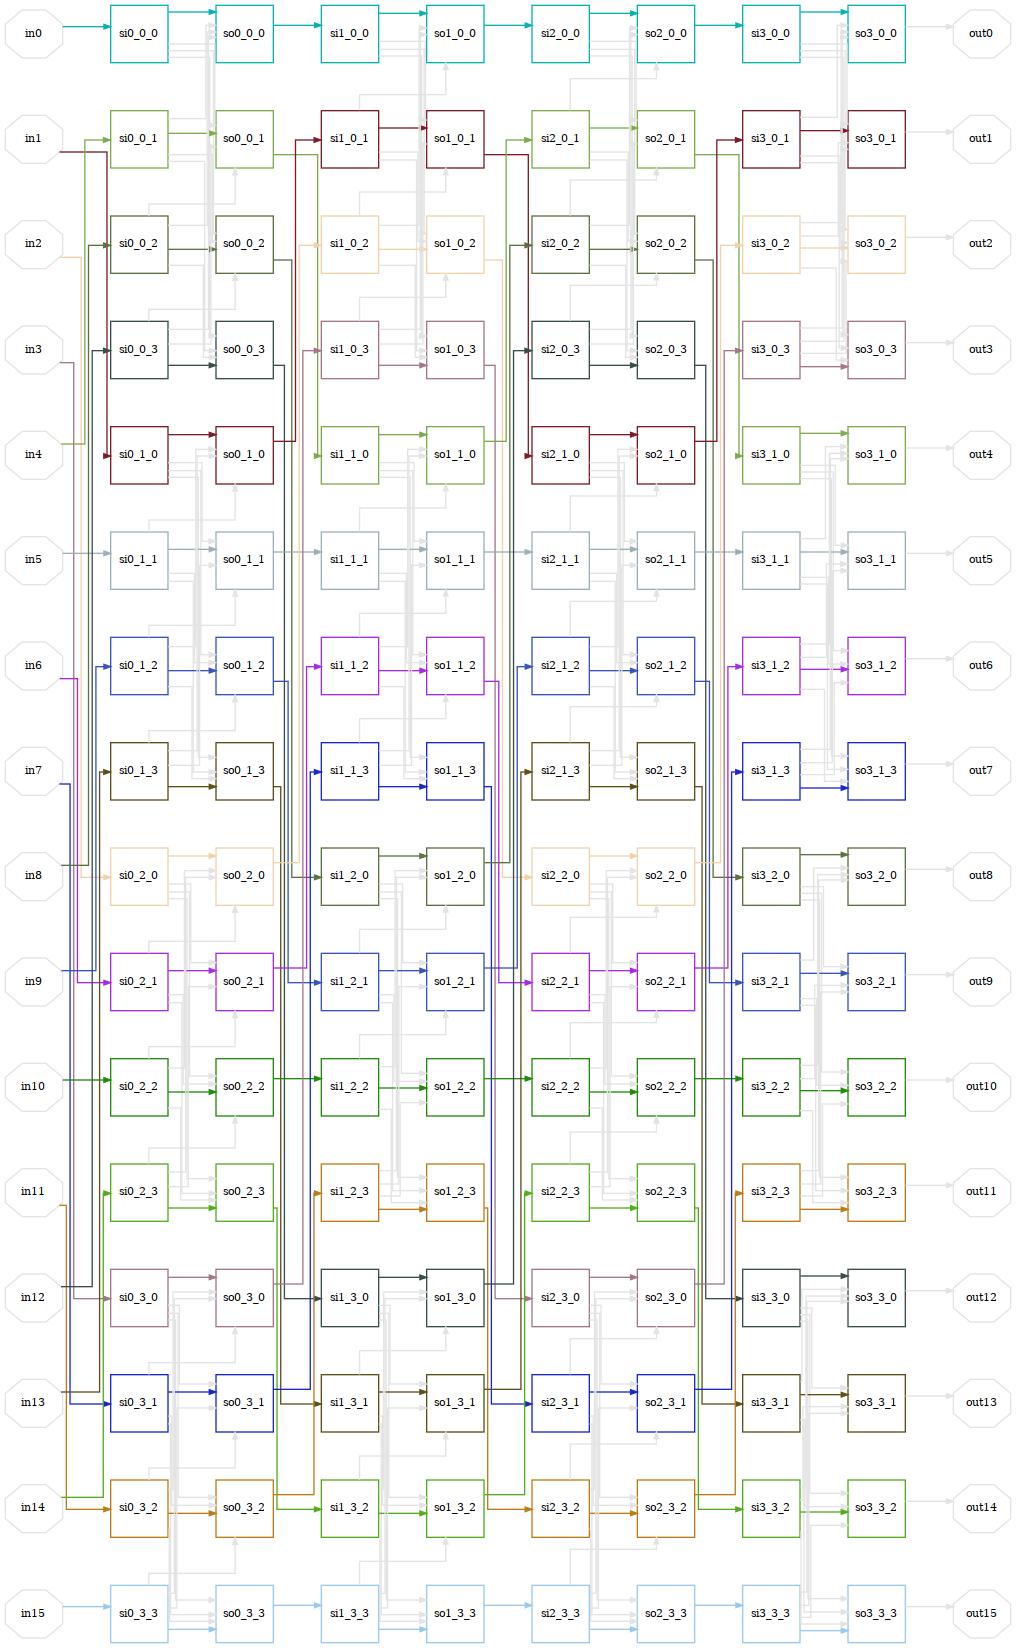 in0 si0_0_0 so0_0_0 si1_0_0 so1_0_0 si2_0_0 so2_0_0 si3_0_0 so3_0_0 out0
in1 si0_0_1 so0_0_1 si1_0_1 so1_0_1 si2_0_1 so2_0_1 si3_0_1 so3_0_1 out1
in2 si0_0_2 so0_0_2 si1_0_2 so1_0_2 si2_0_2 so2_0_2 si3_0_2 so3_0_2 out2
in3 si0_0_3 so0_0_3 si1_0_3 so1_0_3 si2_0_3 so2_0_3 si3_0_3 so3_0_3 out3
in4 si0_1_0 so0_1_0 si1_1_0 so1_1_0 si2_1_0 so2_1_0 si3_1_0 so3_1_0 out4
in5 si0_1_1 so0_1_1 si1_1_1 so1_1_1 si2_1_1 so2_1_1 si3_1_1 so3_1_1 out5
in6 si0_1_2 so0_1_2 si1_1_2 so1_1_2 si2_1_2 so2_1_2 si3_1_2 so3_1_2 out6
in7 si0_1_3 so0_1_3 si1_1_3 so1_1_3 si2_1_3 so2_1_3 si3_1_3 so3_1_3 out7
in8 si0_2_0 so0_2_0 si1_2_0 so1_2_0 si2_2_0 so2_2_0 si3_2_0 so3_2_0 out8
in9 si0_2_1 so0_2_1 si1_2_1 so1_2_1 si2_2_1 so2_2_1 si3_2_1 so3_2_1 out9
in10 si0_2_2 so0_2_2 si1_2_2 so1_2_2 si2_2_2 so2_2_2 si3_2_2 so3_2_2 out10
in11 si0_2_3 so0_2_3 si1_2_3 so1_2_3 si2_2_3 so2_2_3 si3_2_3 so3_2_3 out11
in12 si0_3_0 so0_3_0 si1_3_0 so1_3_0 si2_3_0 so2_3_0 si3_3_0 so3_3_0 out12
in13 si0_3_1 so0_3_1 si1_3_1 so1_3_1 si2_3_1 so2_3_1 si3_3_1 so3_3_1 out13
in14 si0_3_2 so0_3_2 si1_3_2 so1_3_2 si2_3_2 so2_3_2 si3_3_2 so3_3_2 out14
in15 si0_3_3 so0_3_3 si1_3_3 so1_3_3 si2_3_3 so2_3_3 si3_3_3 so3_3_3 out15